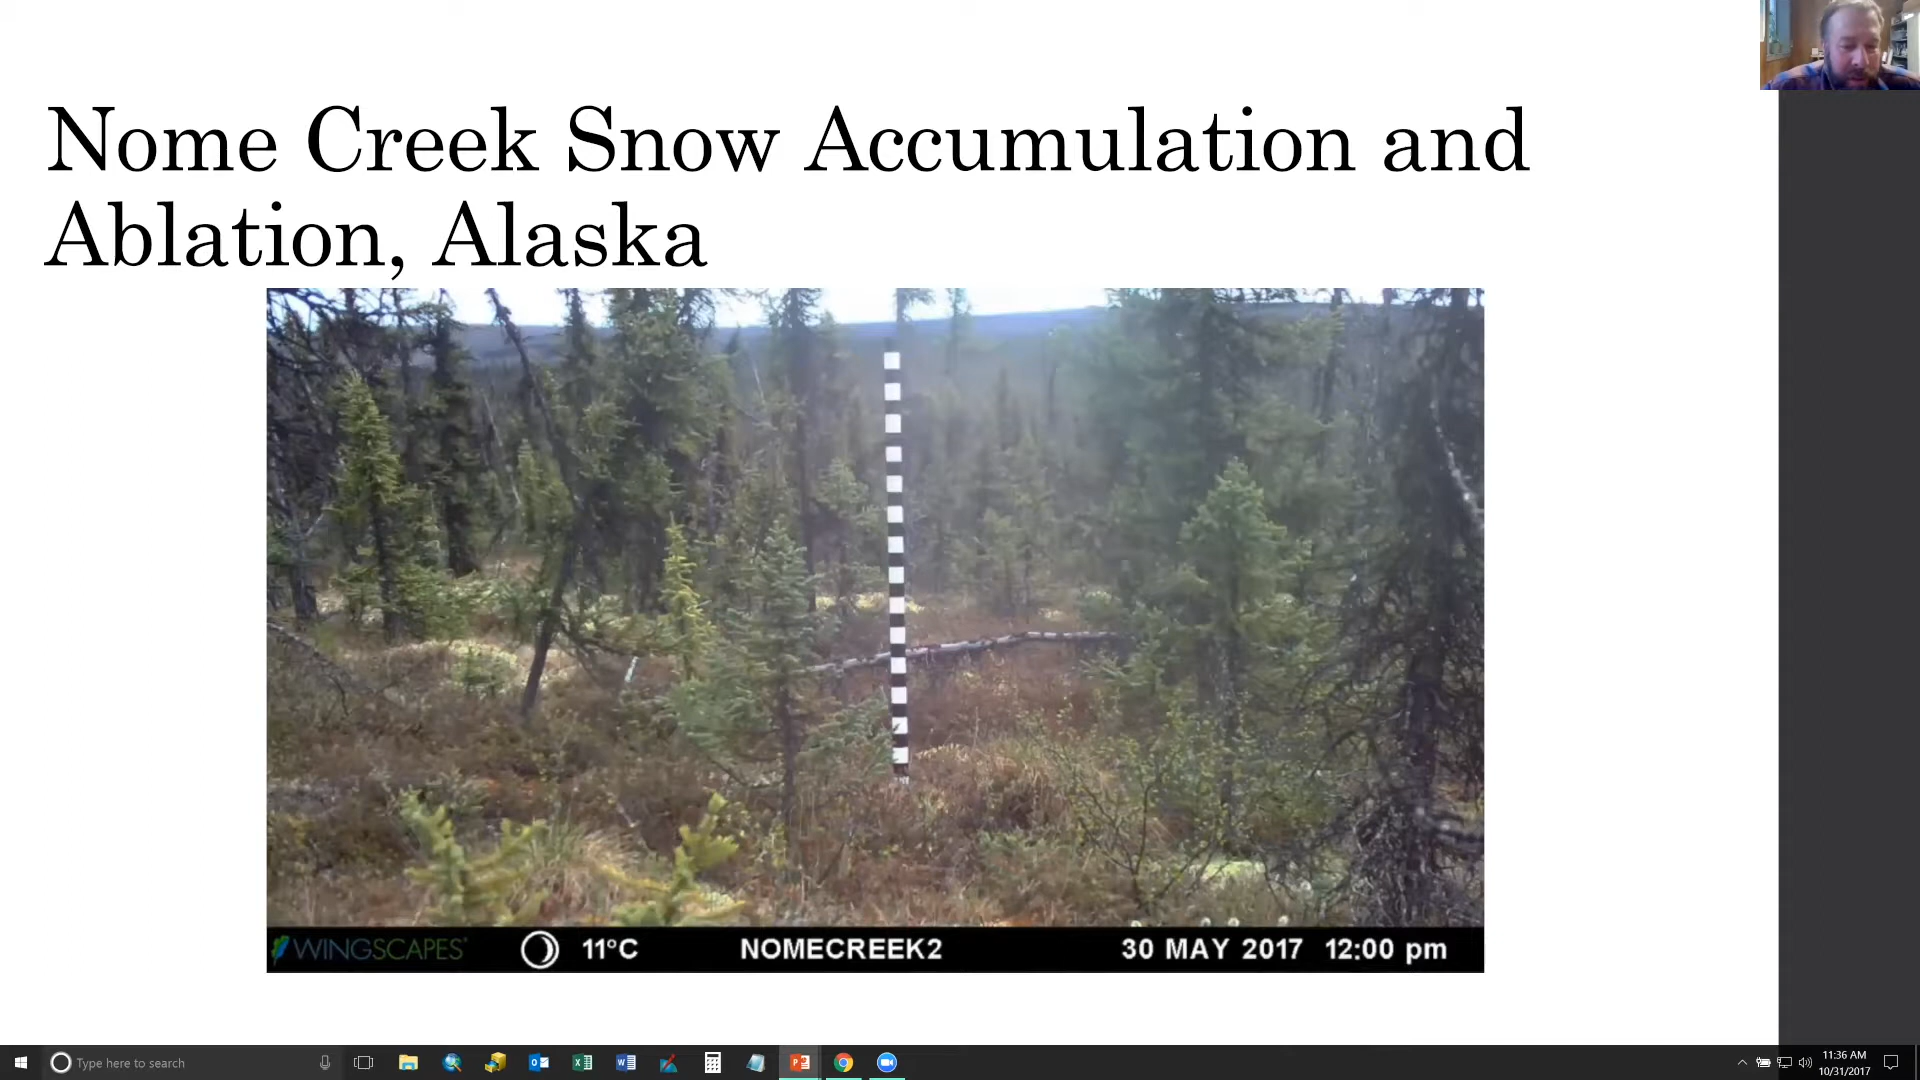 Nome Creek Snow Accumulation and
Ablation, Alaska
WINGSCAPES 11°C NOMECREEK2 30 MAY 2017 12:00 pm
Type here to search
11:36 AM
10/31/2017